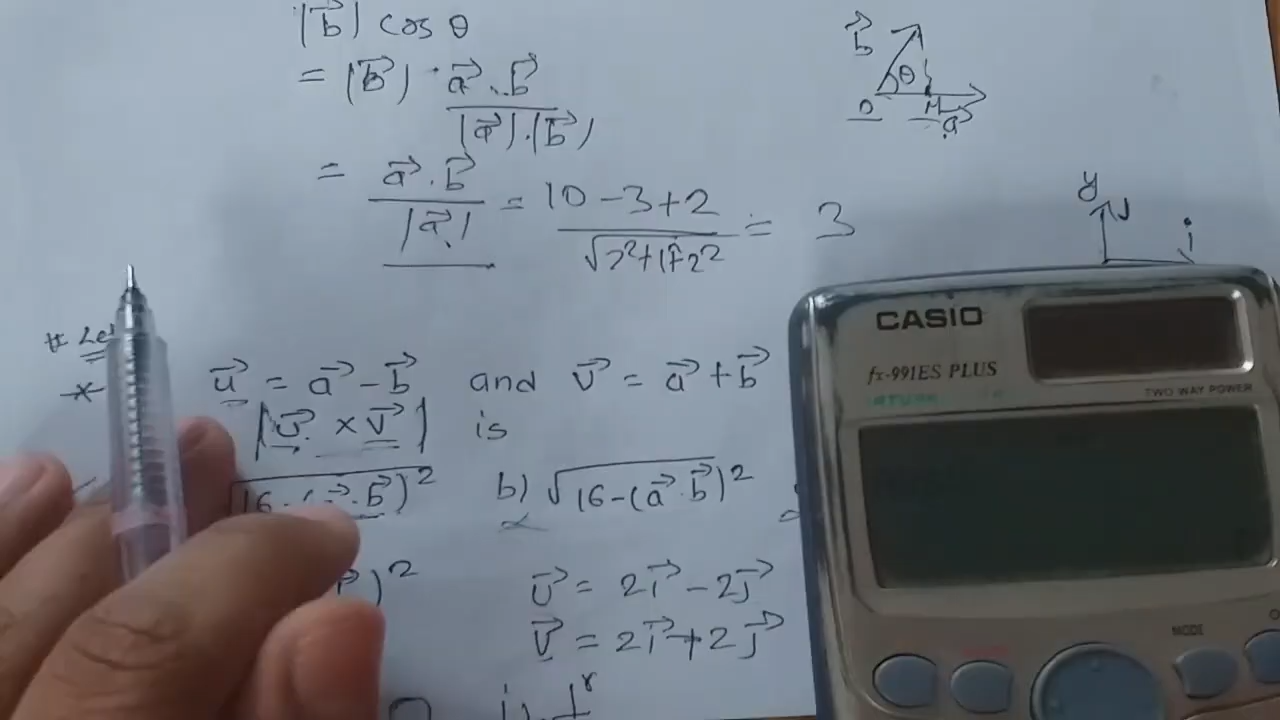 |b⃗| cos θ
= |b⃗| · a⃗ . b⃗
|a⃗| . |b⃗|
= a⃗ . b⃗ / |a⃗| = 10 - 3 + 2 / √2² + 1 + 2² = 3
b⃗
θ
O M
a⃗
y
j i
CASIO
fx-991ES PLUS
TWO WAY POWER
u⃗ = a⃗ - b⃗ and v⃗ = a⃗ + b⃗
|u⃗ × v⃗| is
b) √16 - (a⃗ . b⃗)²
u⃗ = 2i⃗ - 2j⃗
v⃗ = 2i⃗ + 2j⃗
MODE